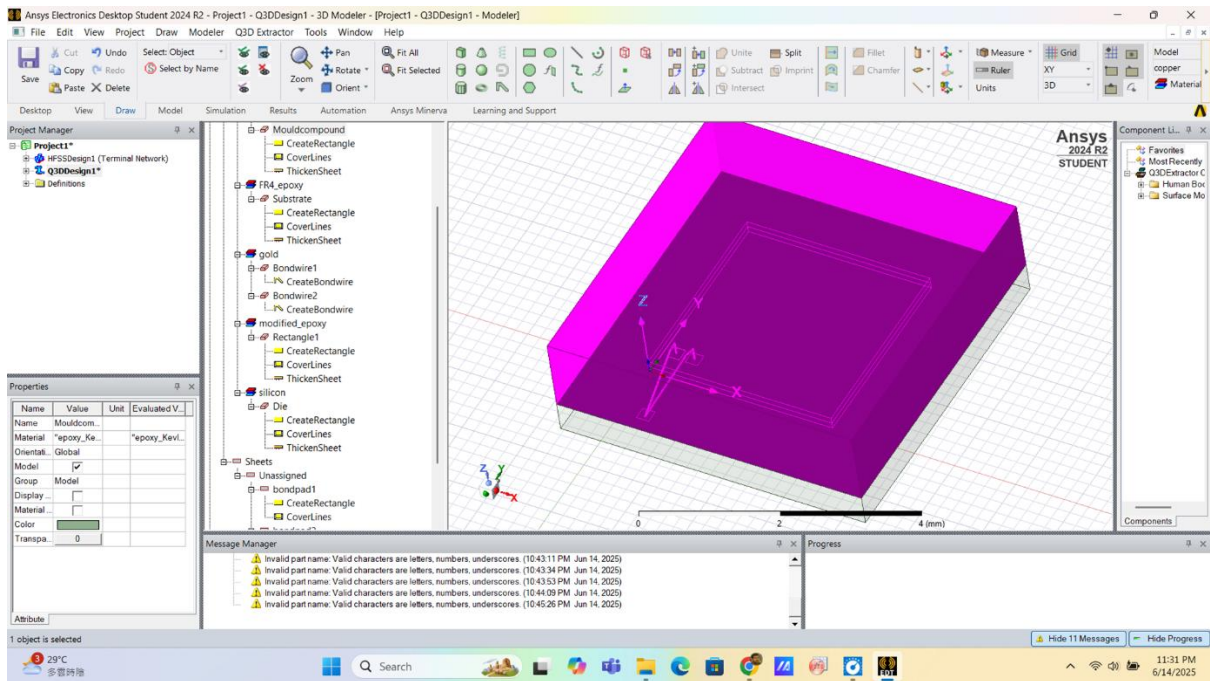 Ansys Electronics Desktop Student 2024 R2 - Project1 - Q3DDesign1 - 3D Modeler - [Project1 - Q3DDesign1 - Modeler]
File Edit View Project Draw Modeler Q3D Extractor Tools Window Help
Save
Cut Undo Select: Object
Copy Redo Select by Name
Paste Delete
Zoom
Pan
Rotate
Orient
Fit All
Fit Selected
Unite Split
Subtract Imprint
Intersect
Fillet
Chamfer
Measure
Ruler
Units
Grid
XY
3D
Model
copper
Material
Desktop View Draw Model Simulation Results Automation Ansys Minerva Learning and Support
Project Manager
Project1*
HFSSDesign1 (Terminal Network)
Q3DDesign1*
Definitions
Properties
Name Value Unit Evaluated V...
Name Mouldcom...
Material "epoxy_Ke... "epoxy_Kevl...
Orientati... Global
Model
Group Model
Display ...
Material ...
Color
Transpa... 0
Attribute
Mouldcompound
CreateRectangle
CoverLines
ThickenSheet
FR4_epoxy
Substrate
CreateRectangle
CoverLines
ThickenSheet
gold
Bondwire1
CreateBondwire
Bondwire2
CreateBondwire
modified_epoxy
Rectangle1
CreateRectangle
CoverLines
ThickenSheet
silicon
Die
CreateRectangle
CoverLines
ThickenSheet
Sheets
Unassigned
bondpad1
CreateRectangle
CoverLines
Ansys
2024 R2
STUDENT
Z
Y
X
Z
Y
X
0 2 4 (mm)
Component Li...
Favorites
Most Recently
Q3DExtractor C
Human Boc
Surface Mo
Components
Message Manager
Invalid part name: Valid characters are letters, numbers, underscores. (10:43:11 PM Jun 14, 2025)
Invalid part name: Valid characters are letters, numbers, underscores. (10:43:34 PM Jun 14, 2025)
Invalid part name: Valid characters are letters, numbers, underscores. (10:43:53 PM Jun 14, 2025)
Invalid part name: Valid characters are letters, numbers, underscores. (10:44:09 PM Jun 14, 2025)
Invalid part name: Valid characters are letters, numbers, underscores. (10:45:26 PM Jun 14, 2025)
Progress
1 object is selected
Hide 11 Messages Hide Progress
3
29°C
Search
EDT
11:31 PM
6/14/2025